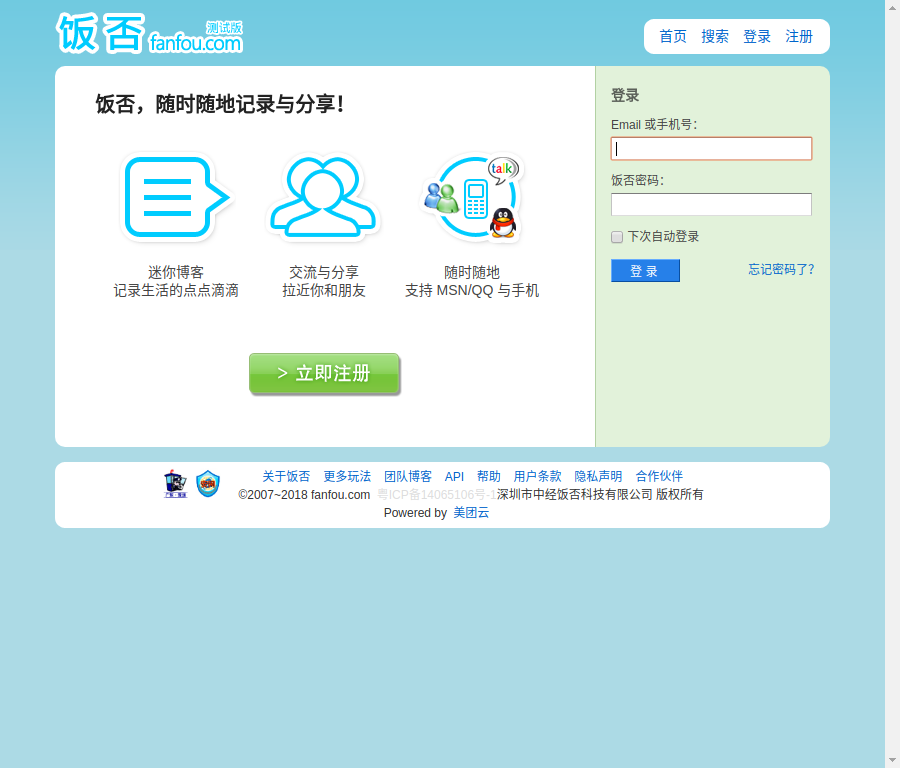 饭否 测试版
fanfou.com
首页 搜索 登录 注册
饭否，随时随地记录与分享！
talk
迷你博客
记录生活的点点滴滴
交流与分享
拉近你和朋友
随时随地
支持 MSN/QQ 与手机
> 立即注册
登录
Email 或手机号：
饭否密码：
下次自动登录
登 录 忘记密码了？
关于饭否 更多玩法 团队博客 API 帮助 用户条款 隐私声明 合作伙伴
©2007~2018 fanfou.com 粤ICP备14065106号-1深圳市中经饭否科技有限公司 版权所有
Powered by 美团云